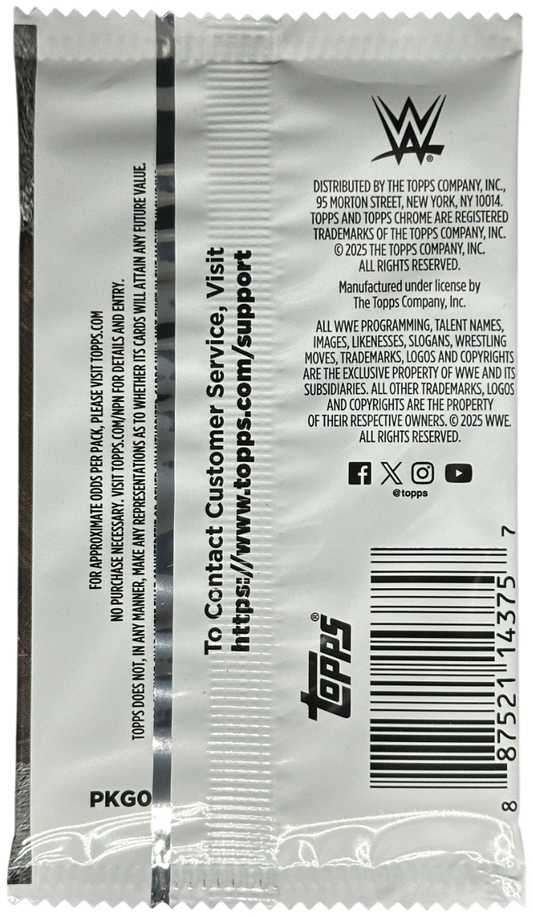 FOR APPROXIMATE ODDS PER PACK, PLEASE VISIT TOPPS.COM
NO PURCHASE NECESSARY. VISIT TOPPS.COM/NPN FOR DETAILS AND ENTRY.
TOPPS DOES NOT, IN ANY MANNER, MAKE ANY REPRESENTATIONS AS TO WHETHER ITS CARDS WILL ATTAIN ANY FUTURE VALUE.
PKGO
To Contact Customer Service, Visit
https://www.topps.com/support
W
®
DISTRIBUTED BY THE TOPPS COMPANY, INC.,
95 MORTON STREET, NEW YORK, NY 10014.
TOPPS AND TOPPS CHROME ARE REGISTERED
TRADEMARKS OF THE TOPPS COMPANY, INC.
© 2025 THE TOPPS COMPANY, INC.
ALL RIGHTS RESERVED.
Manufactured under license by
The Topps Company, Inc.
ALL WWE PROGRAMMING, TALENT NAMES,
IMAGES, LIKENESSES, SLOGANS, WRESTLING
MOVES, TRADEMARKS, LOGOS AND COPYRIGHTS
ARE THE EXCLUSIVE PROPERTY OF WWE AND ITS
SUBSIDIARIES. ALL OTHER TRADEMARKS, LOGOS
AND COPYRIGHTS ARE THE PROPERTY
OF THEIR RESPECTIVE OWNERS. © 2025 WWE.
ALL RIGHTS RESERVED.
@topps
topps®
8 87521 14375 7